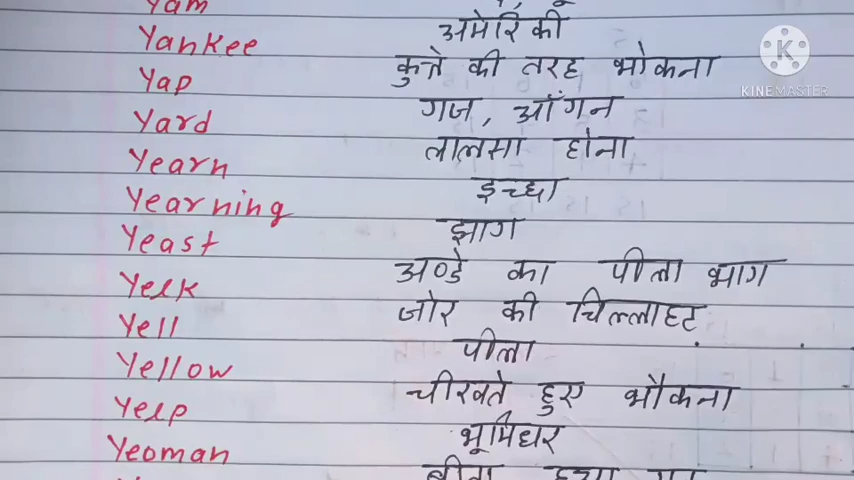 Yam
Yankee अमेरिकी
Yap कुत्ते की तरह भोकना
Yard गज, आँगन
Yearn लालसा होना
Yearning इच्छा
Yeast झाग
Yelk अण्डे का पीला भाग
Yell जोर की चिल्लाहट
Yellow पीला
Yelp चीखते हुए भौकना
Yeoman भूमिधर
K
KINEMASTER